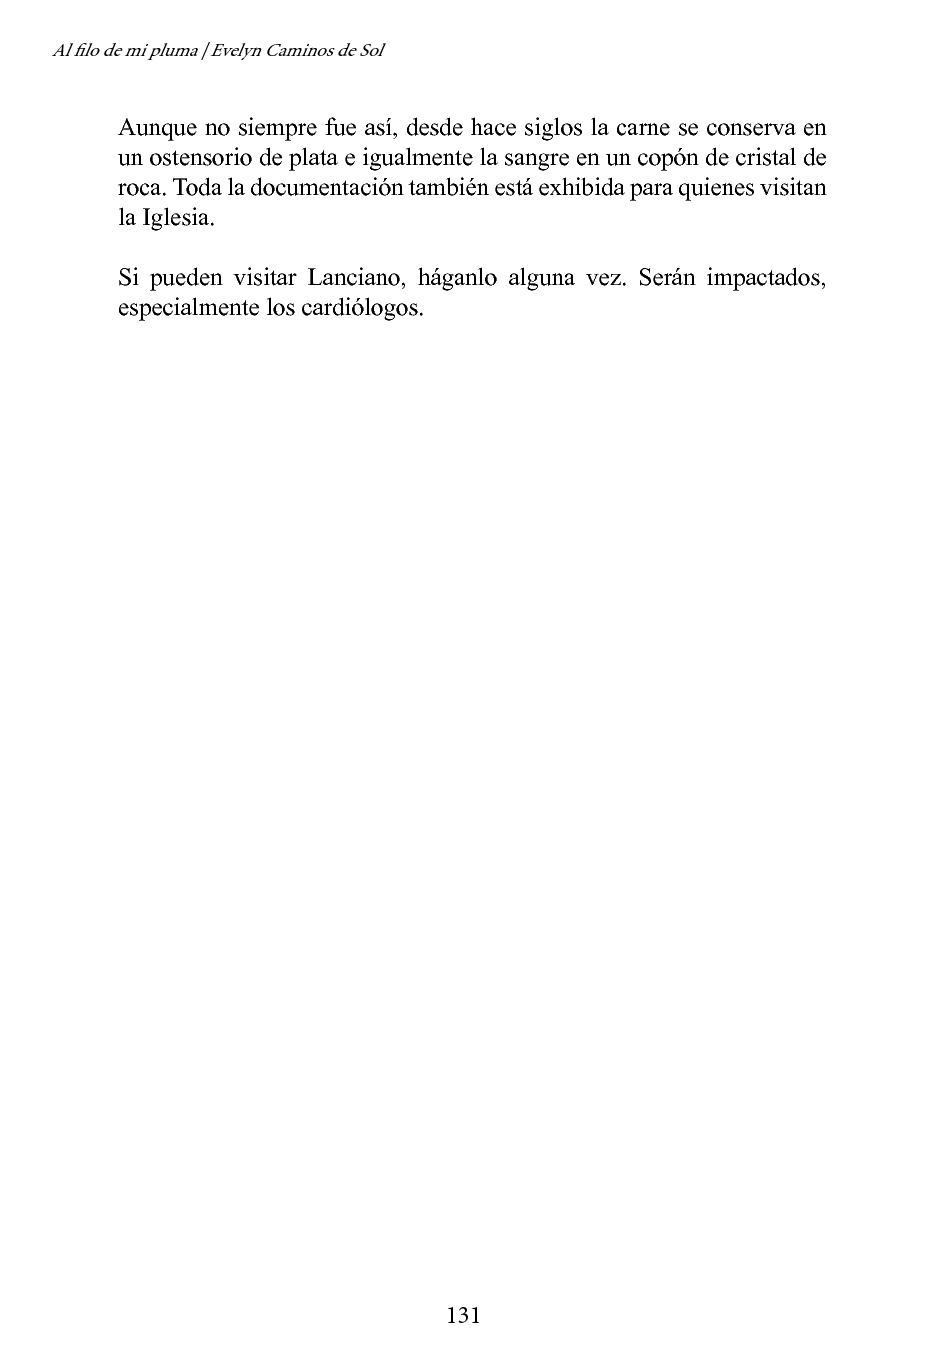 Al filo de mi pluma / Evelyn Caminos de Sol
Aunque no siempre fue así, desde hace siglos la carne se conserva en
un ostensorio de plata e igualmente la sangre en un copón de cristal de
roca. Toda la documentación también está exhibida para quienes visitan
la Iglesia.
Si pueden visitar Lanciano, háganlo alguna vez. Serán impactados,
especialmente los cardiólogos.
131